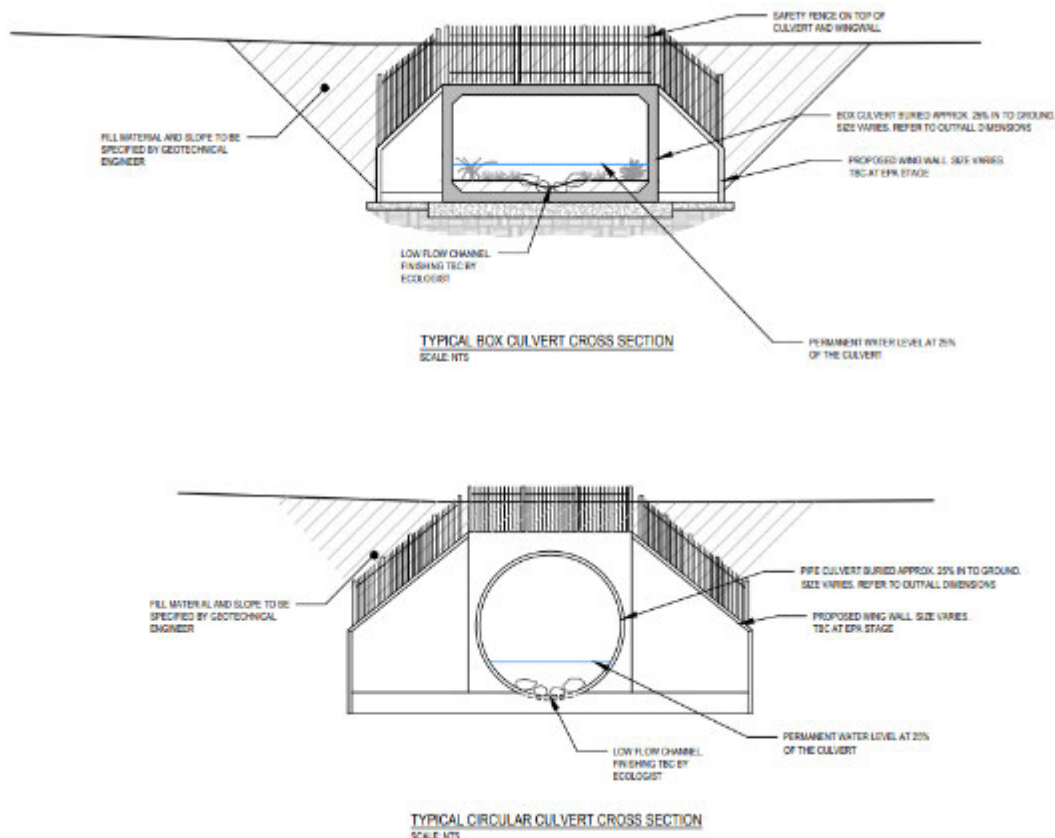 SAFETY FENCE ON TOP OF
CULVERT AND WINGWALL.
FILL MATERIAL AND SLOPE TO BE
SPECIFIED BY GEOTECHNICAL
ENGINEER
BOX CULVERT BURIED APPROX. 25% IN TO GROUND.
SIZE VARIES. REFER TO OUTFALL DIMENSIONS
PROPOSED WING WALL. SIZE VARIES.
TBC AT EPA STAGE
LOW FLOW CHANNEL.
FINISHING TBC BY
ECOLOGIST
PERMANENT WATER LEVEL AT 25%
OF THE CULVERT
TYPICAL BOX CULVERT CROSS SECTION
SCALE: NTS
PIPE CULVERT BURIED APPROX. 25% IN TO GROUND.
SIZE VARIES. REFER TO OUTFALL DIMENSIONS
FILL MATERIAL AND SLOPE TO BE
SPECIFIED BY GEOTECHNICAL
ENGINEER
PROPOSED WING WALL. SIZE VARIES.
TBC AT EPA STAGE
PERMANENT WATER LEVEL AT 25%
OF THE CULVERT
LOW FLOW CHANNEL.
FINISHING TBC BY
ECOLOGIST
TYPICAL CIRCULAR CULVERT CROSS SECTION
SCALE: NTS